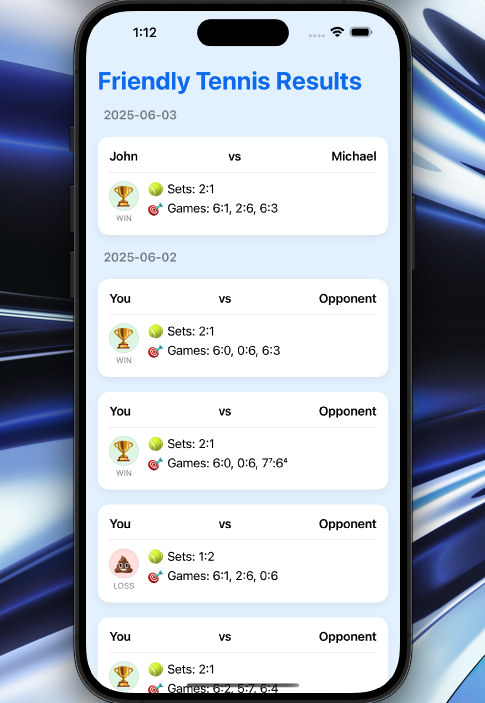 1:12
Friendly Tennis Results
2025-06-03
John vs Michael
Sets: 2:1
WIN
Games: 6:1, 2:6, 6:3
2025-06-02
You vs Opponent
Sets: 2:1
WIN
Games: 6:0, 0:6, 6:3
You vs Opponent
Sets: 2:1
WIN
Games: 6:0, 0:6, 7⁷:6⁴
You vs Opponent
Sets: 1:2
LOSS
Games: 6:1, 2:6, 0:6
You vs Opponent
Sets: 2:1
Games: 6:2, 5:7, 6:4